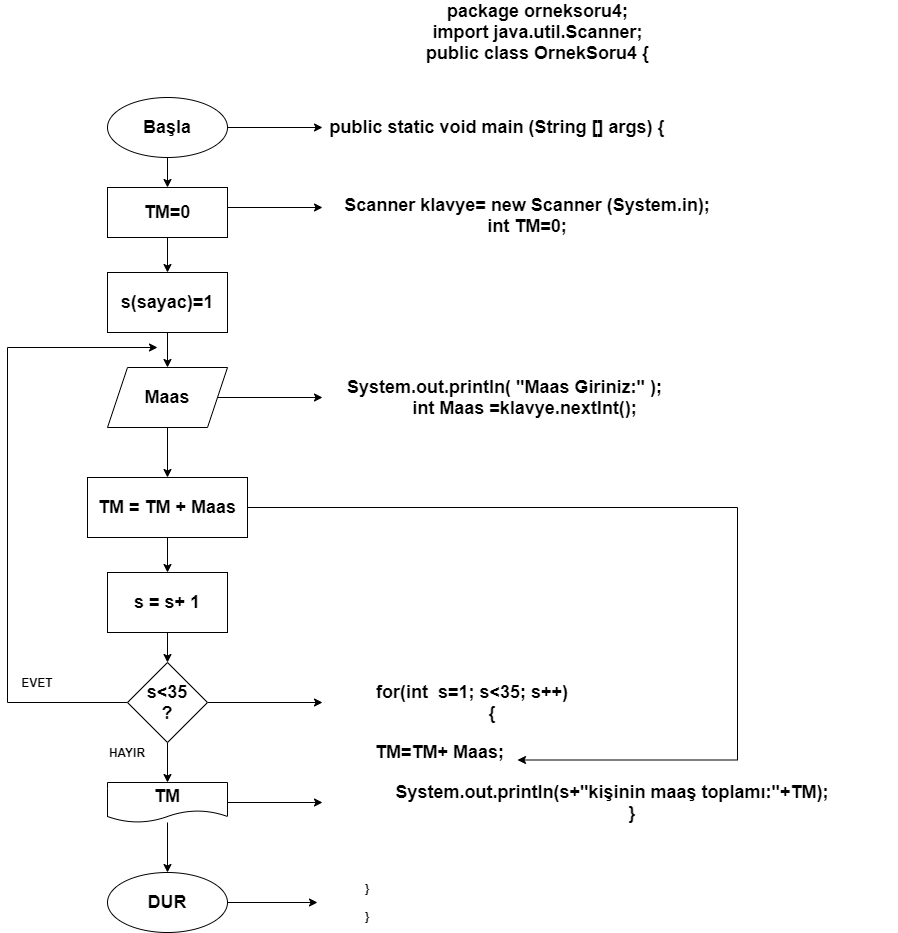 package orneksoru4;
import java.util.Scanner;
public class OrnekSoru4 {
Başla
public static void main (String [] args) {
TM=0
Scanner klavye= new Scanner (System.in);
int TM=0;
s(sayac)=1
Maas
System.out.println( "Maas Giriniz:" );
int Maas =klavye.nextInt();
TM = TM + Maas
s = s+ 1
EVET
s<35
?
for(int s=1; s<35; s++)
{
HAYIR
TM=TM+ Maas;
TM
System.out.println(s+"kişinin maaş toplamı:"+TM);
}
DUR
}
}